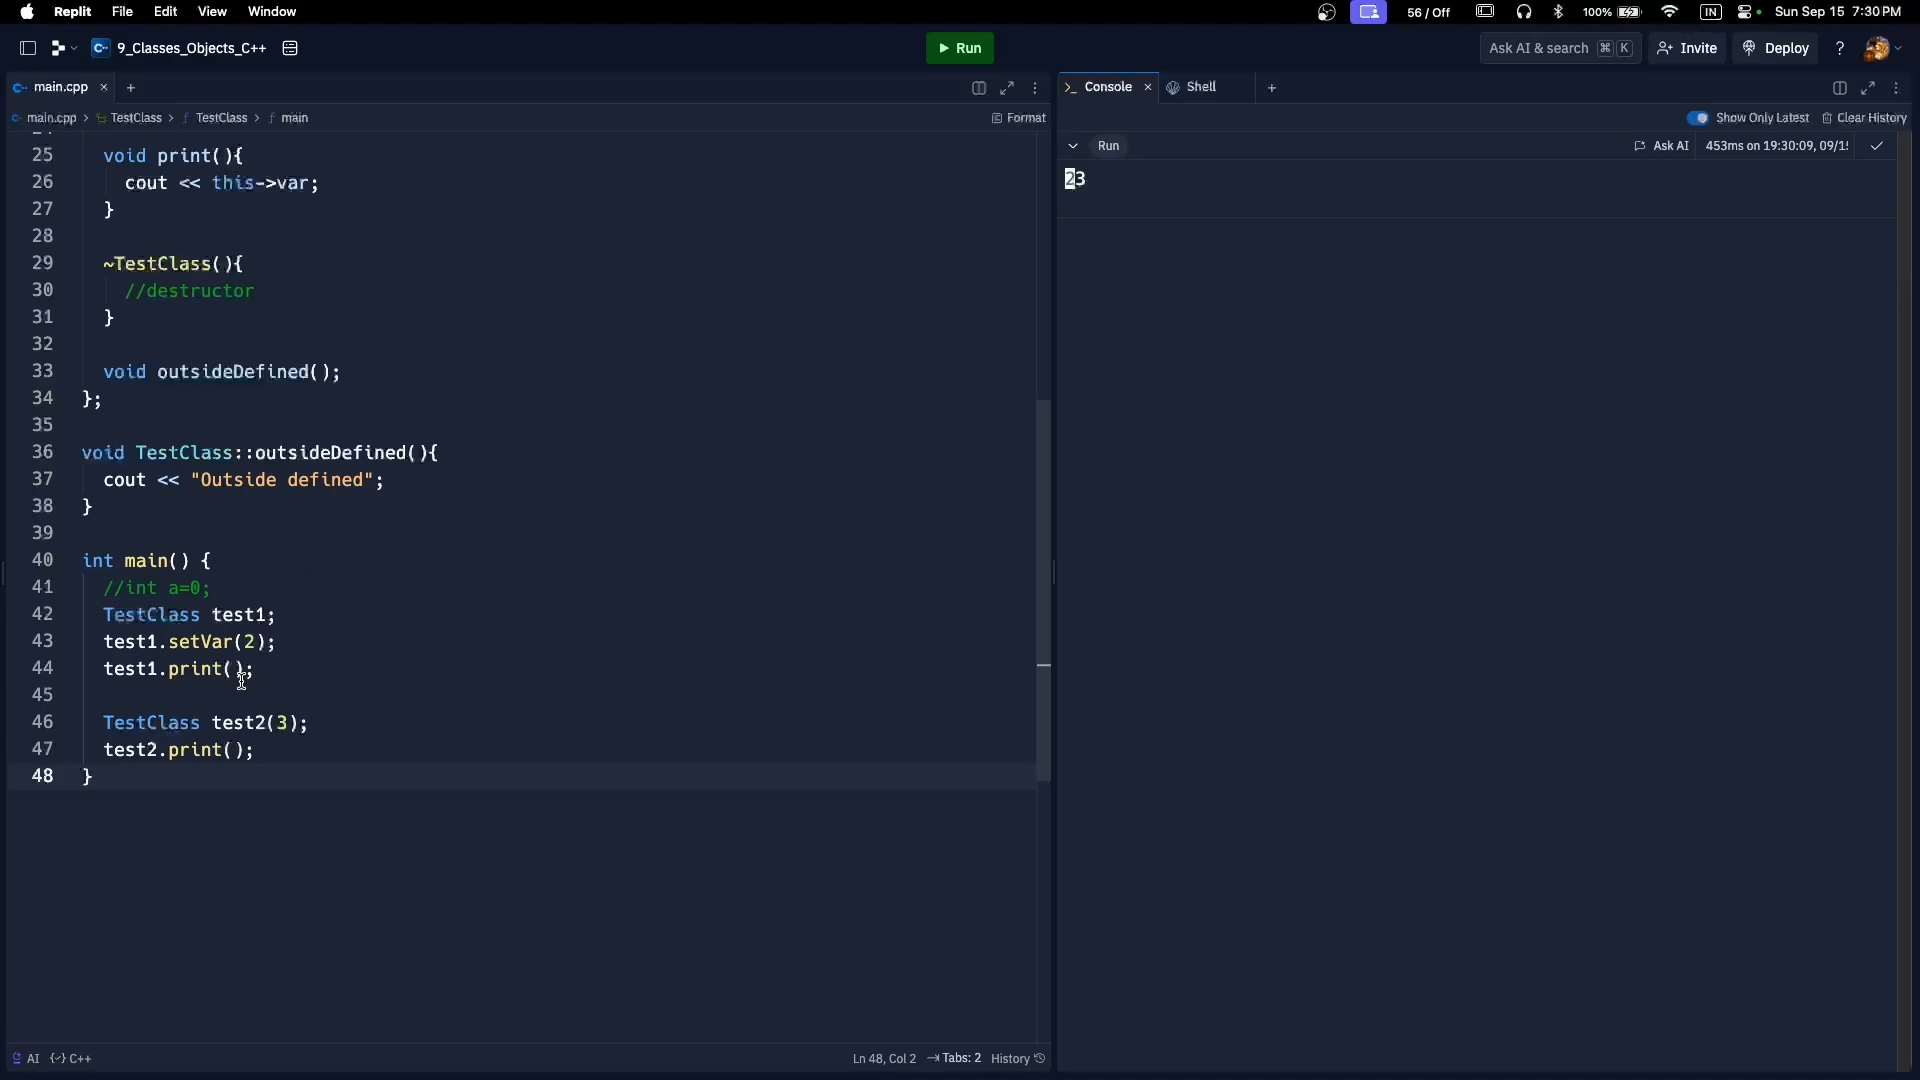 Replit File Edit View Window 56 / Off 100% IN Sun Sep 15 7:30 PM
9_Classes_Objects_C++ Run Ask AI & search ⌘ K Invite Deploy ?
main.cpp × + Console × Shell +
main.cpp > TestClass > f TestClass > f main Format Show Only Latest Clear History
Run Ask AI 453ms on 19:30:09, 09/1
23
25 void print(){
26 cout << this->var;
27 }
28
29 ~TestClass(){
30 //destructor
31 }
32
33 void outsideDefined();
34 };
35
36 void TestClass::outsideDefined(){
37 cout << "Outside defined";
38 }
39
40 int main() {
41 //int a=0;
42 TestClass test1;
43 test1.setVar(2);
44 test1.print();
45
46 TestClass test2(3);
47 test2.print();
48 }
AI C++ Ln 48, Col 2 Tabs: 2 History